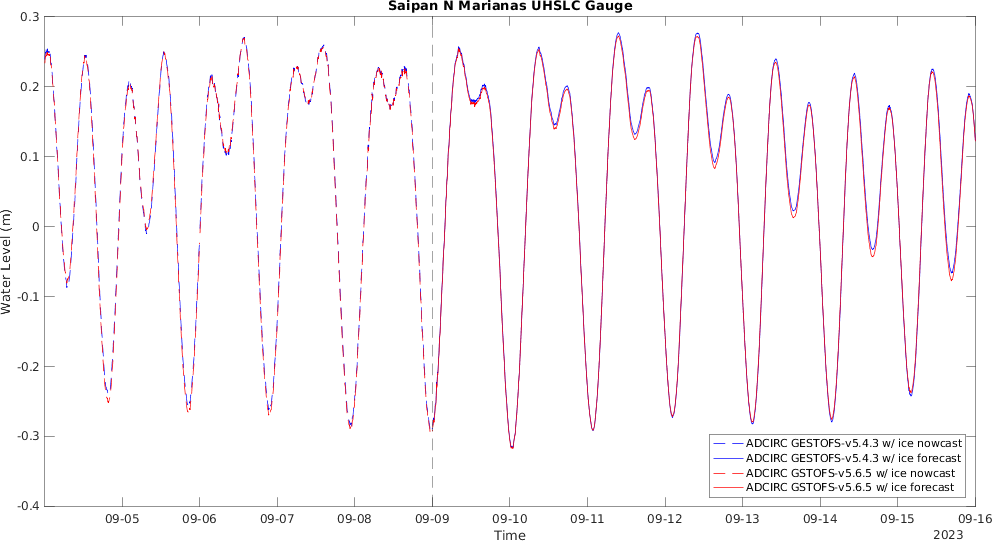 Saipan N Marianas UHSLC Gauge
Water Level (m)
0.3
0.2
0.1
0
-0.1
-0.2
-0.3
-0.4
ADCIRC GESTOFS-v5.4.3 w/ ice nowcast
ADCIRC GESTOFS-v5.4.3 w/ ice forecast
ADCIRC GSTOFS-v5.6.5 w/ ice nowcast
ADCIRC GSTOFS-v5.6.5 w/ ice forecast
09-05 09-06 09-07 09-08 09-09 09-10 09-11 09-12 09-13 09-14 09-15 09-16
Time
2023